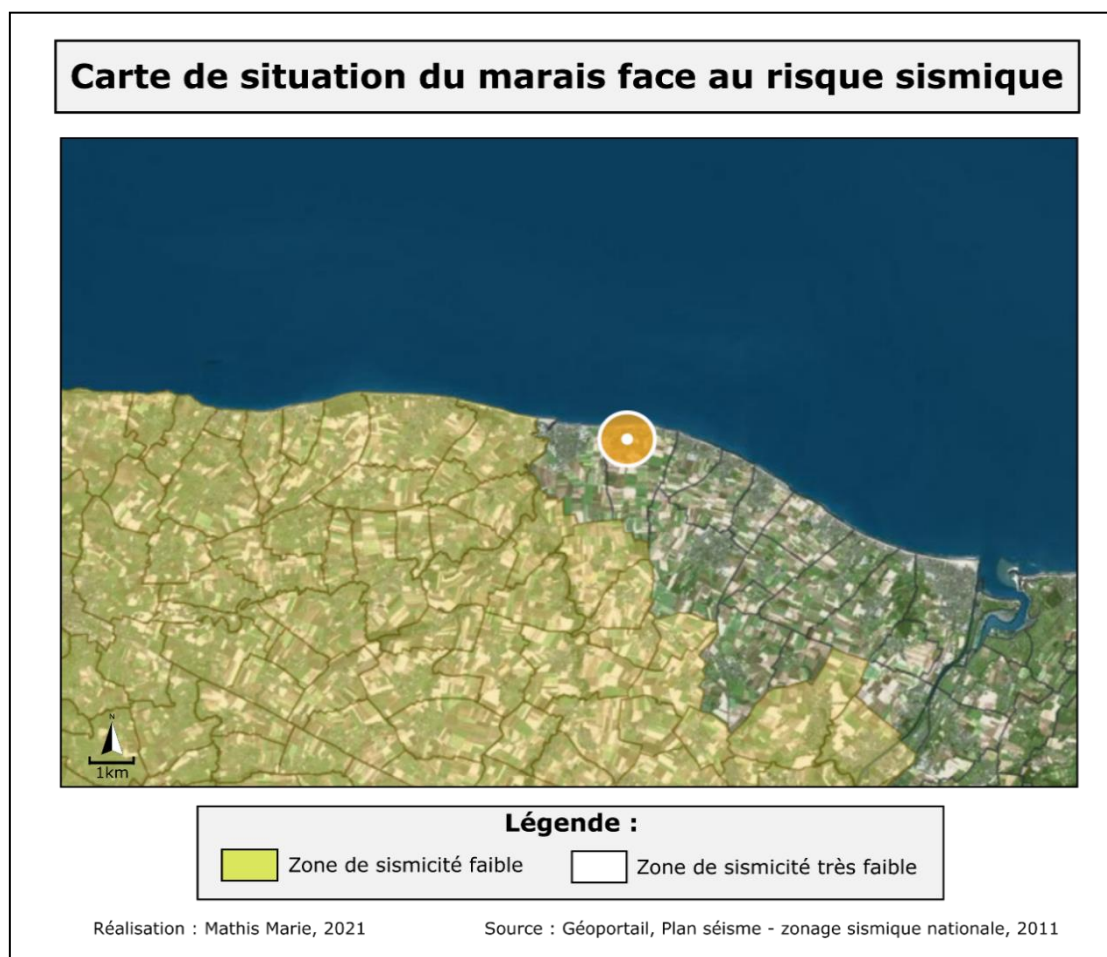 Carte de situation du marais face au risque sismique
N
1km
Légende :
Zone de sismicité faible
Zone de sismicité très faible
Réalisation : Mathis Marie, 2021
Source : Géoportail, Plan séisme - zonage sismique nationale, 2011